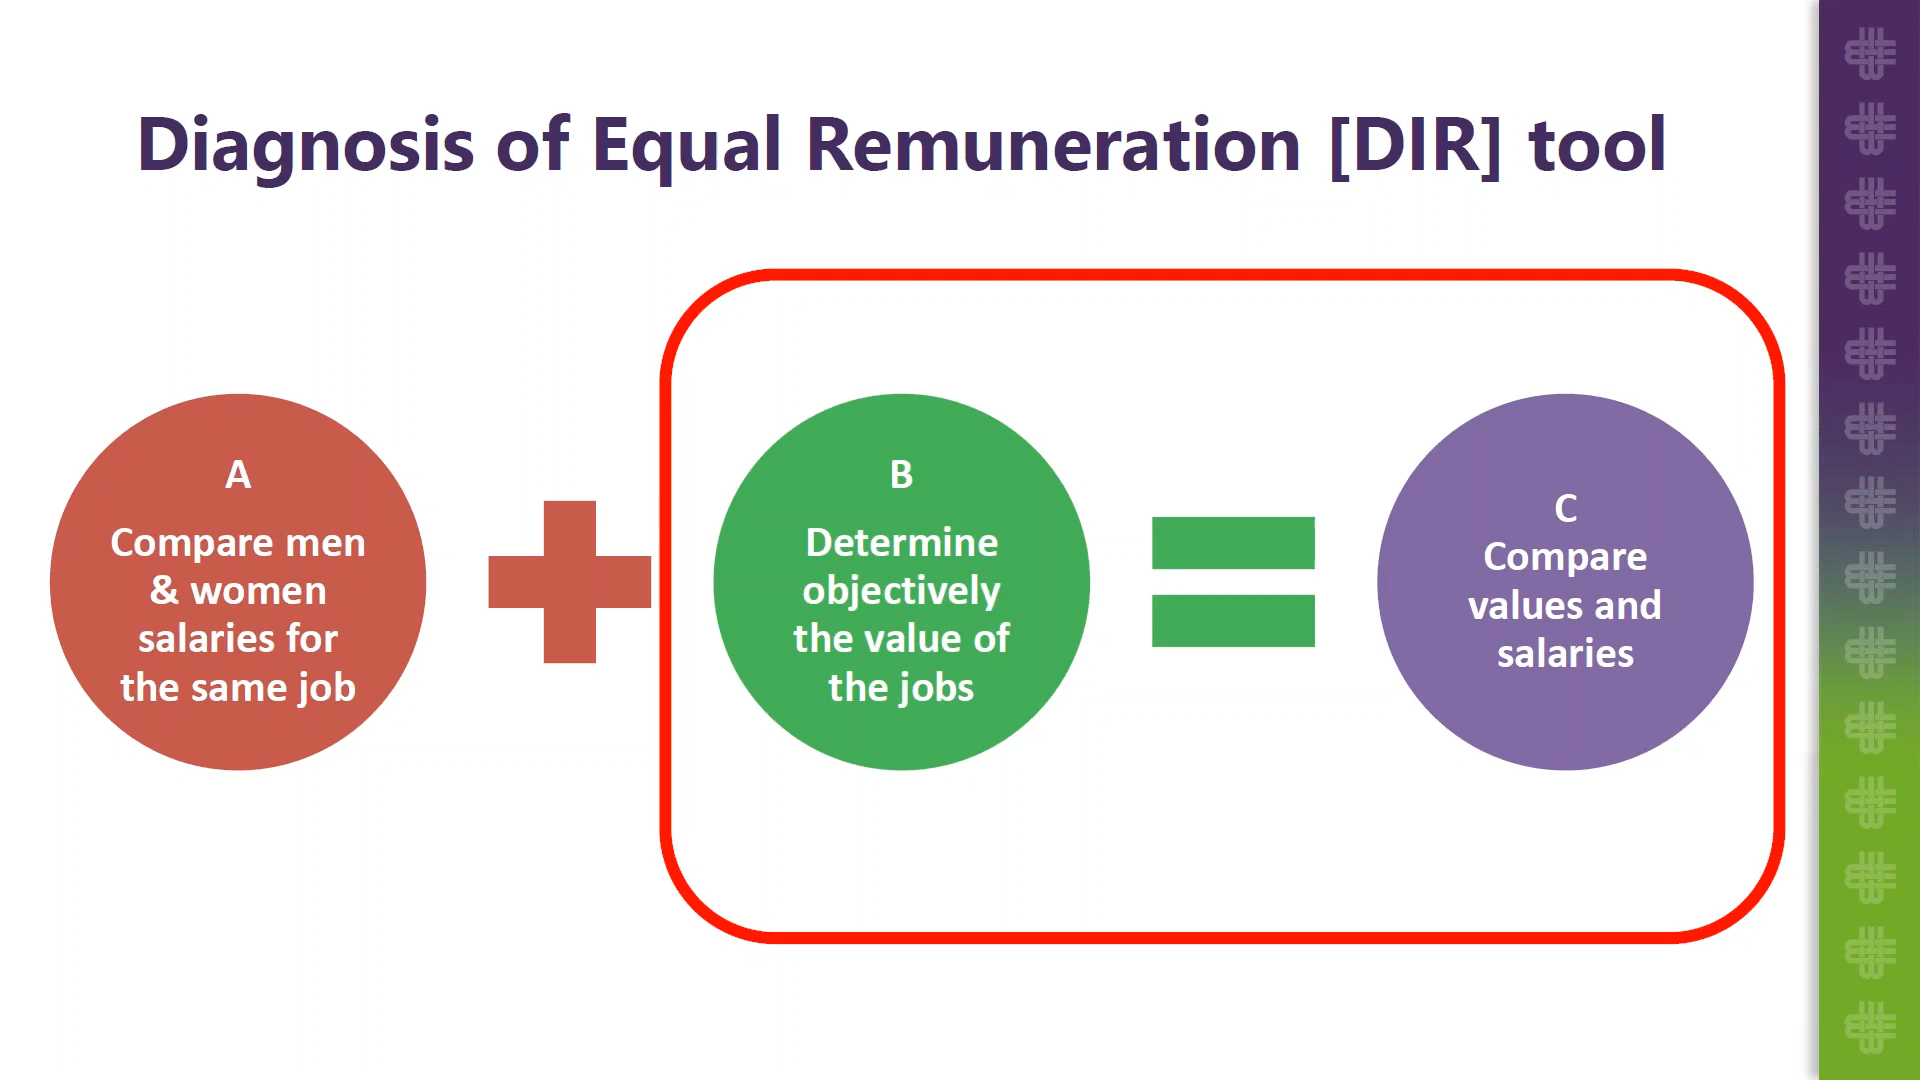 Diagnosis of Equal Remuneration [DIR] tool
A
Compare men
& women
salaries for
the same job
B
Determine
objectively
the value of
the jobs
C
Compare
values and
salaries